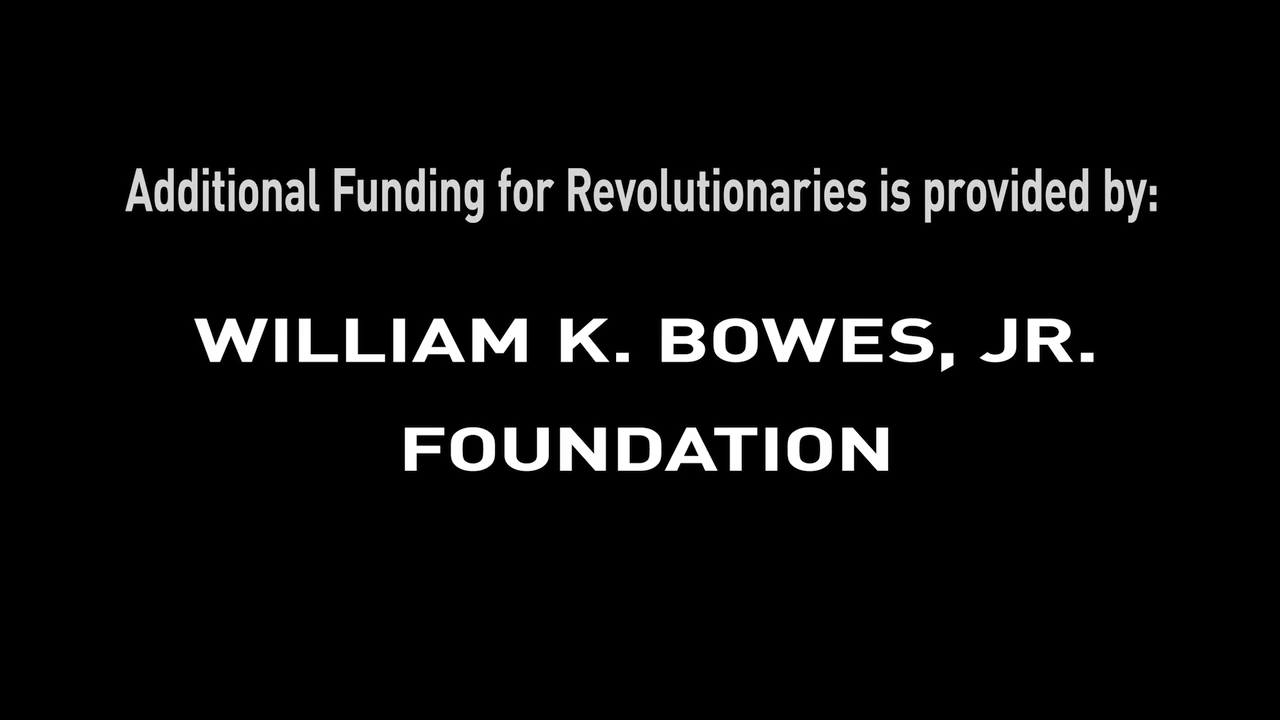 Additional Funding for Revolutionaries is provided by:
WILLIAM K. BOWES, JR.
FOUNDATION